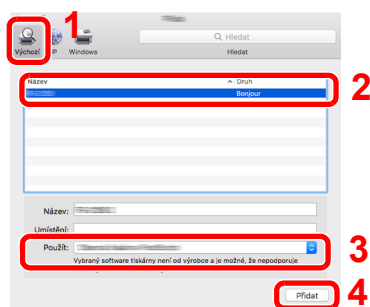 1
Hledat
Výchozí IP Windows Hledat
Název Druh
Bonjour
2
Název:
Umístění:
Použít:
3
Vybraný software tiskárny není od výrobce a je možné, že nepodporuje
Přidat
4